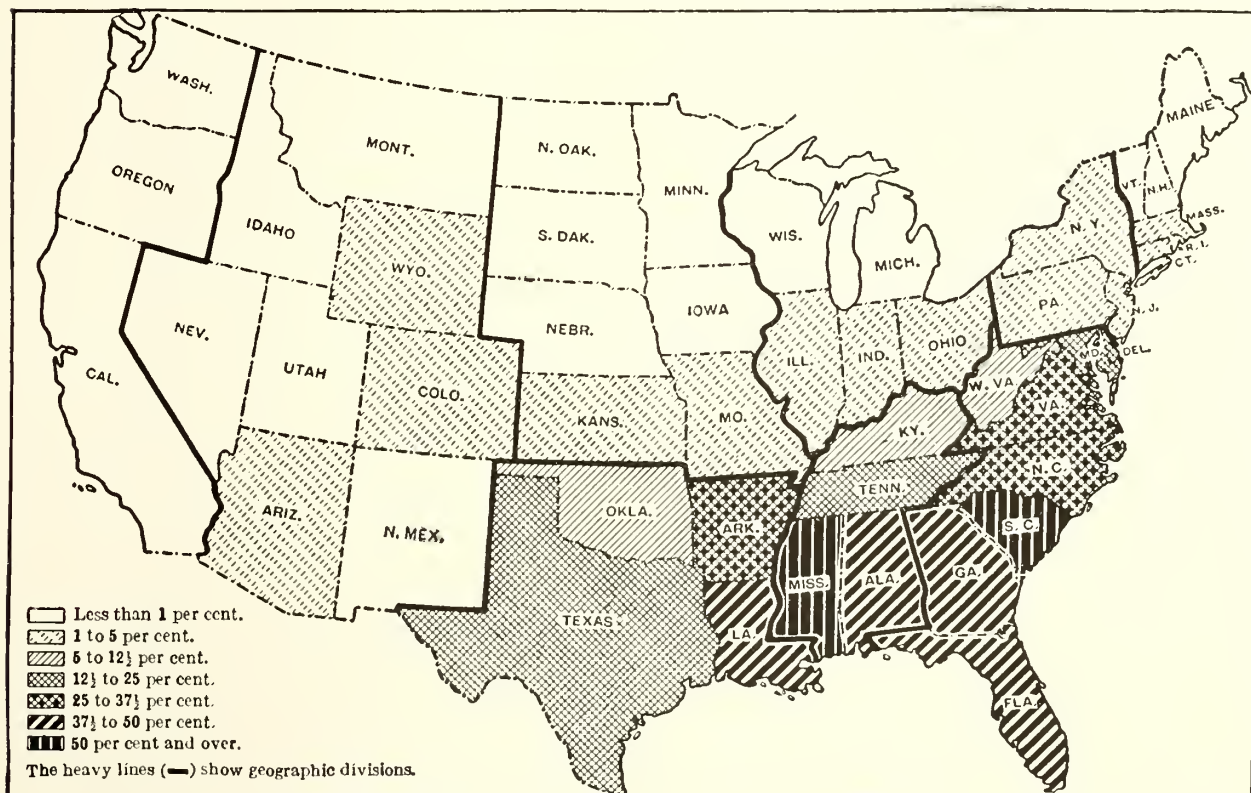 WASH.
MAINE
MONT.
N. OAK.
OREGON
MINN.
VT.
N.H.
IDAHO
S. DAK.
WIS.
N.Y.
MASS.
R. I.
CT.
WYO.
MICH.
PA.
N. J.
NEV.
NEBR.
IOWA
OHIO
IND.
ILL.
MD.
DEL.
CAL.
UTAH
COLO.
W. VA.
VA.
KANS.
MO.
KY.
N.C.
TENN.
ARIZ.
N. MEX.
OKLA.
ARK.
S. C.
MISS.
ALA.
GA.
TEXAS.
LA.
FLA.
Less than 1 per cent.
1 to 5 per cent.
5 to 12½ per cent.
12½ to 25 per cent.
25 to 37½ per cent.
37½ to 50 per cent.
50 per cent and over.
The heavy lines (▬) show geographic divisions.